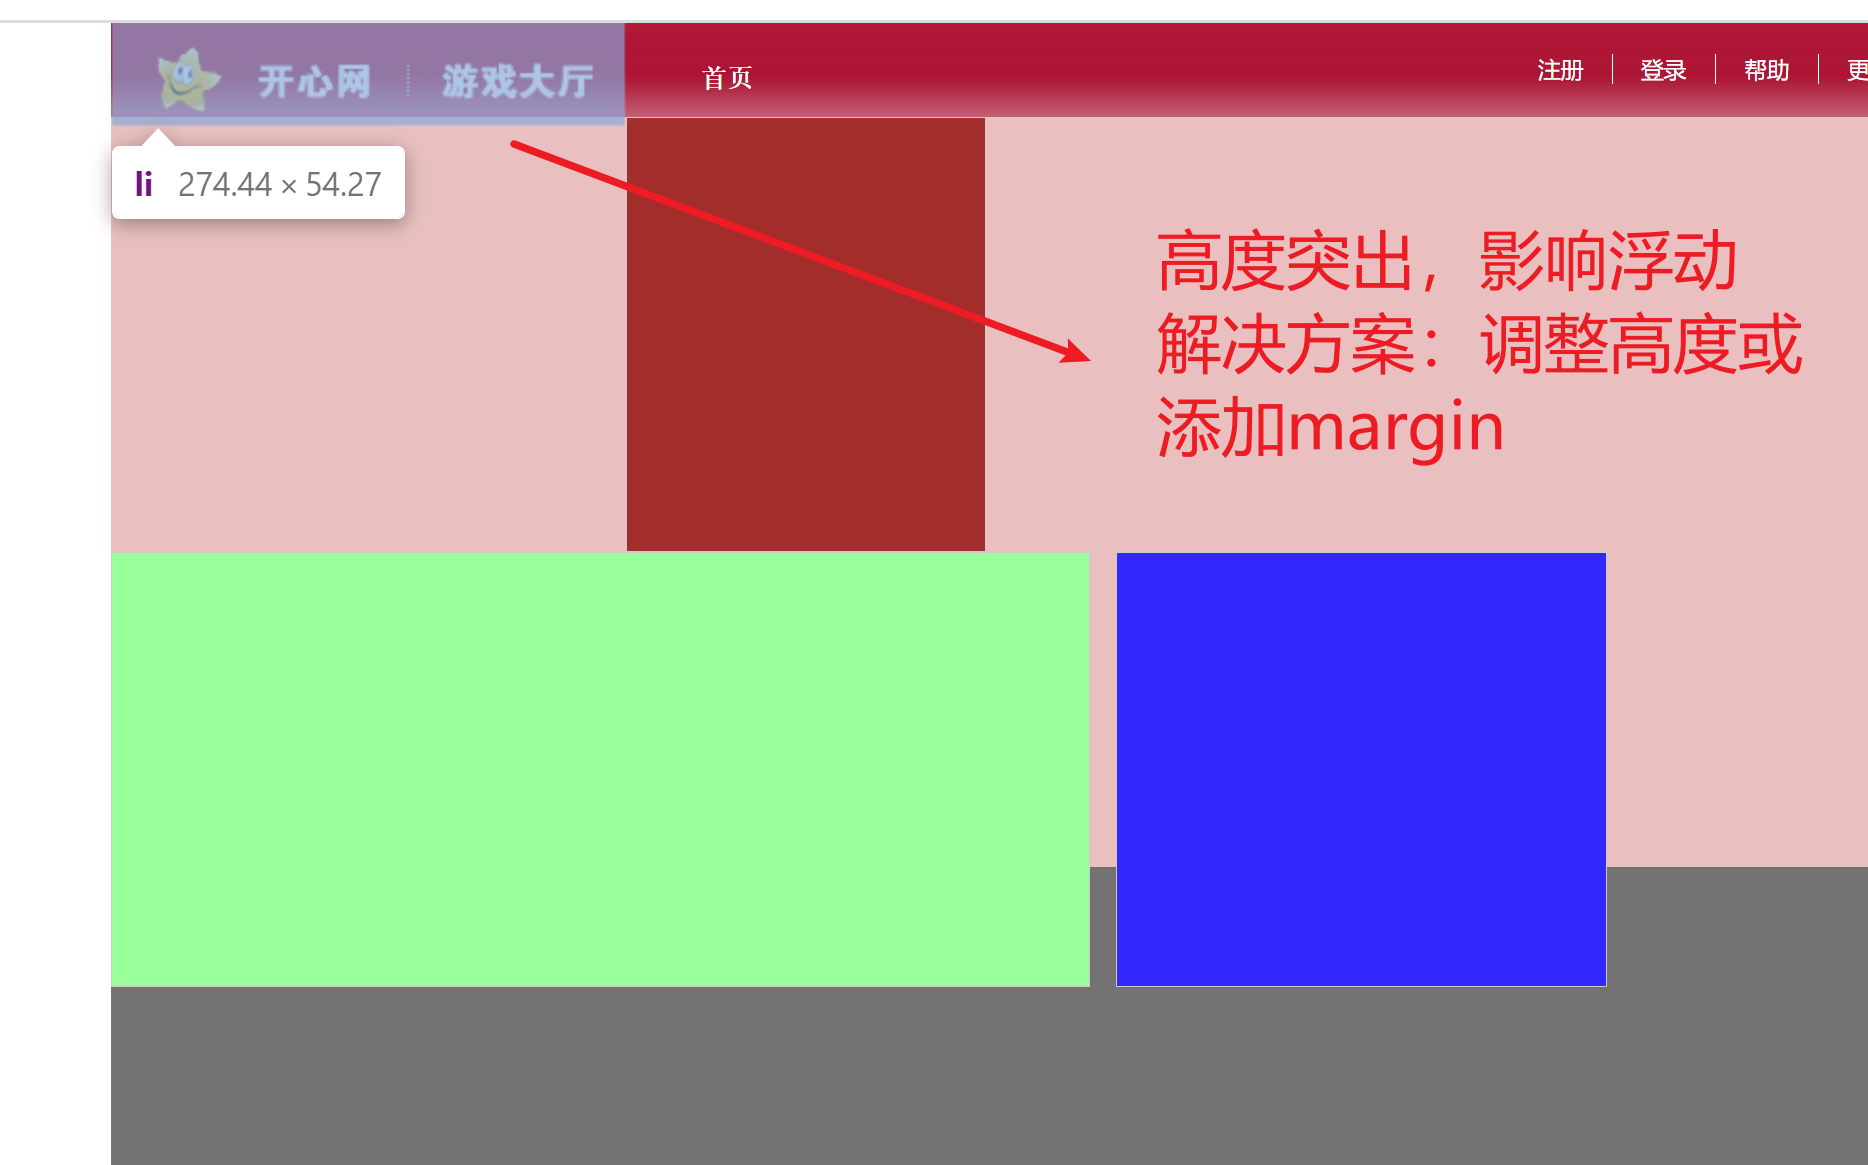 开心网 游戏大厅 首页 注册 登录 帮助 更
li 274.44 × 54.27
高度突出，影响浮动
解决方案：调整高度或
添加margin